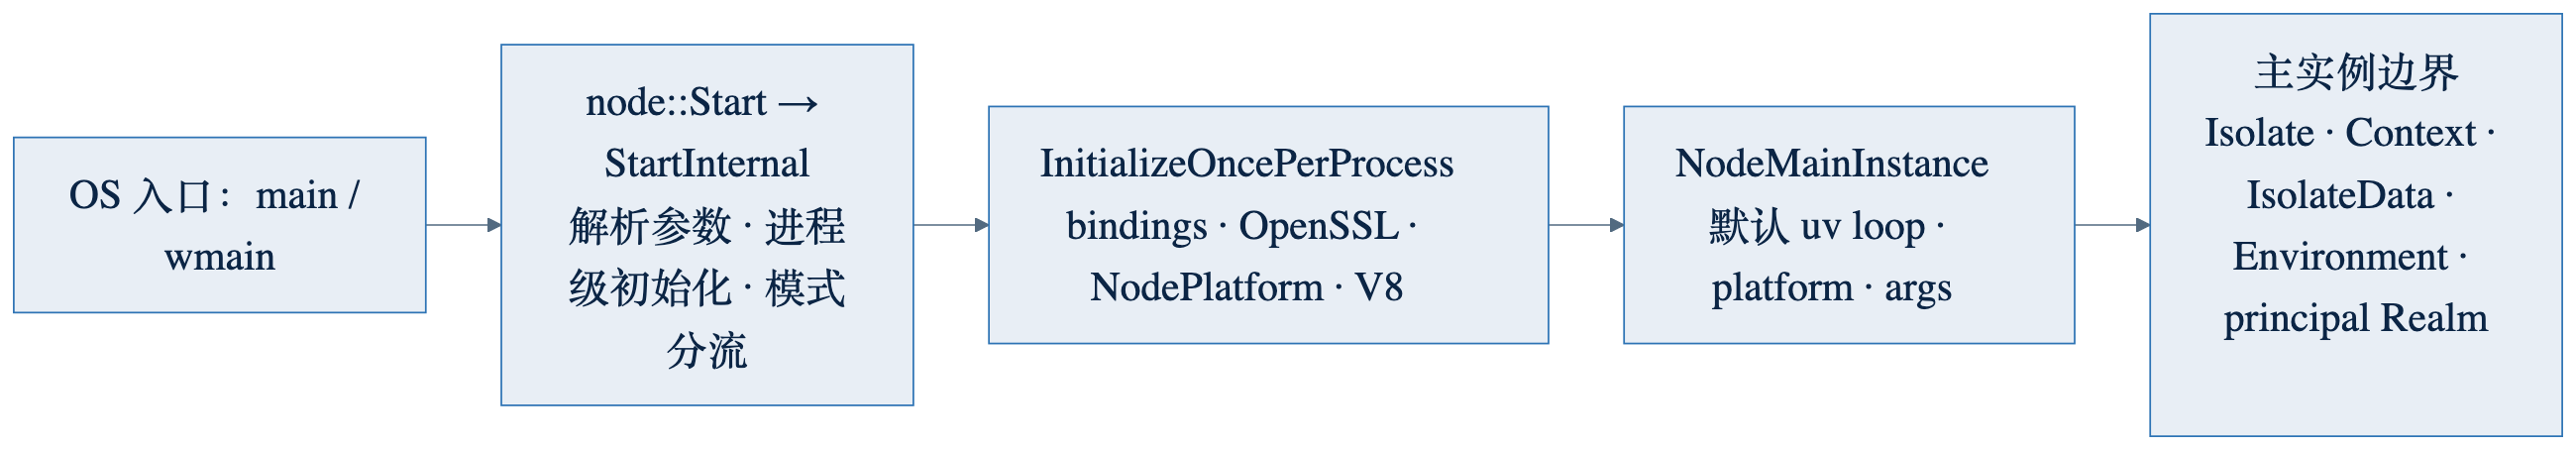 OS 入口：main /
wmain
node::Start →
StartInternal
解析参数 · 进程
级初始化 · 模式
分流
InitializeOncePerProcess
bindings · OpenSSL ·
NodePlatform · V8
NodeMainInstance
默认 uv loop ·
platform · args
主实例边界
Isolate · Context ·
IsolateData ·
Environment ·
principal Realm